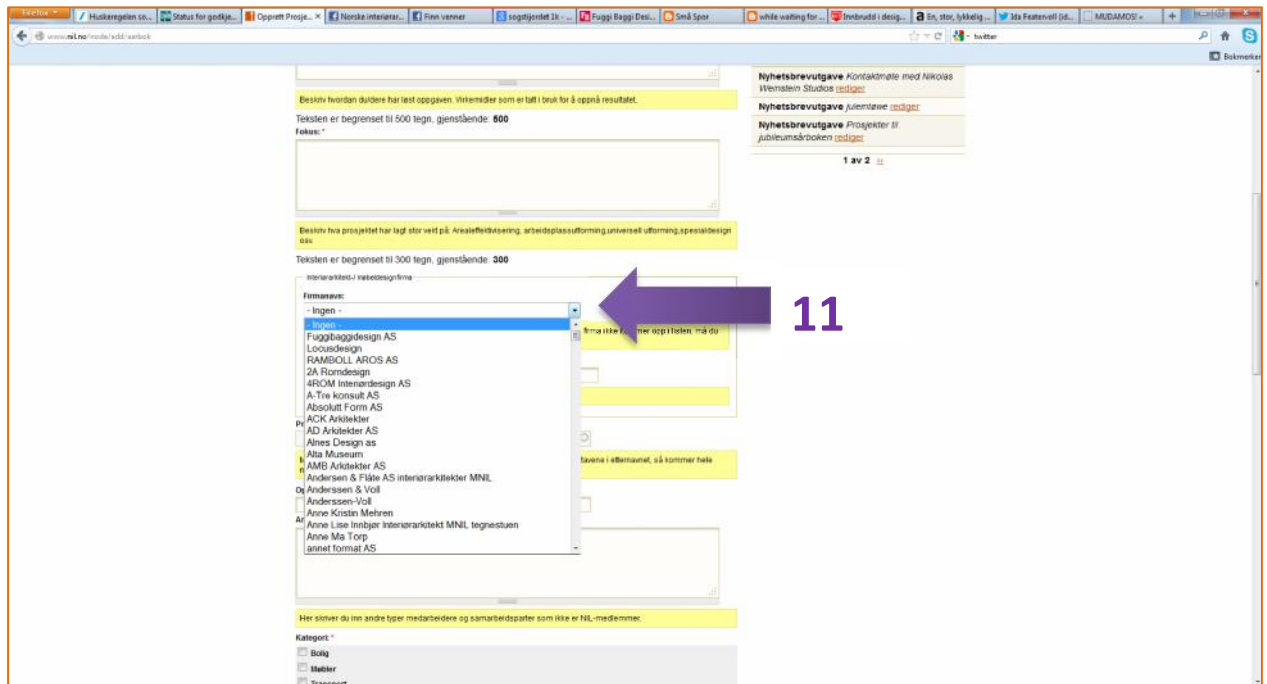 Firefox
Huskeregelen so...
Status for godkje...
Opprett Prosje...
Norske interiørar...
Finn venner
sogstijordet 1k - ...
Fuggi Baggi Desi...
Små Spor
while waiting for ...
Innbrudd i desig...
En, stor, lykkelig ...
Ida Festervoll (id...
MUDAMOS! «
www.nil.no/node/add/aarbok
twitter
Bokmerker
Nyhetsbrevutgave Kontaktmøte med Nikolas
Weinstein Studios rediger
Beskriv hvordan du/dere har løst oppgaven. Virkemidler som er tatt i bruk for å oppnå resultatet.
Nyhetsbrevutgave julemtøwe rediger
Teksten er begrenset til 500 tegn, gjenstående: 500
Nyhetsbrevutgave Prosjekter til
jubileumsårboken rediger
Fokus: *
1 av 2 ››
Beskriv hva prosjektet har lagt stor vekt på: Arealeffektivisering, arbeidsplassutforming,universell utforming,spesialdesign
osv.
Teksten er begrenset til 300 tegn, gjenstående: 300
Interiørarkitekt-/ møbeldesignfirma
Firmanavn:
- Ingen -
11
- Ingen -
firma ikke kommer opp i listen, må du
Fuggibaggidesign AS
Locusdesign
RAMBOLL AROS AS
2A Romdesign
4ROM Interiørdesign AS
A-Tre konsult AS
Absolutt Form AS
ACK Arkitekter
AD Arkitekter AS
Alnes Design as
Alta Museum
AMB Arkitekter AS
tavene i etternavnet, så kommer hele
Andersen & Flåte AS interiørarkitekter MNIL
Anderssen & Voll
Anderssen-Voll
Anne Kristin Mehren
Anne Lise Innbjør Interiørarkitekt MNIL tegnestuen
Anne Ma Torp
annet format AS
Her skriver du inn andre typer medarbeidere og samarbeidsparter som ikke er NIL-medlemmer.
Kategori: *
Bolig
Møbler
Transport